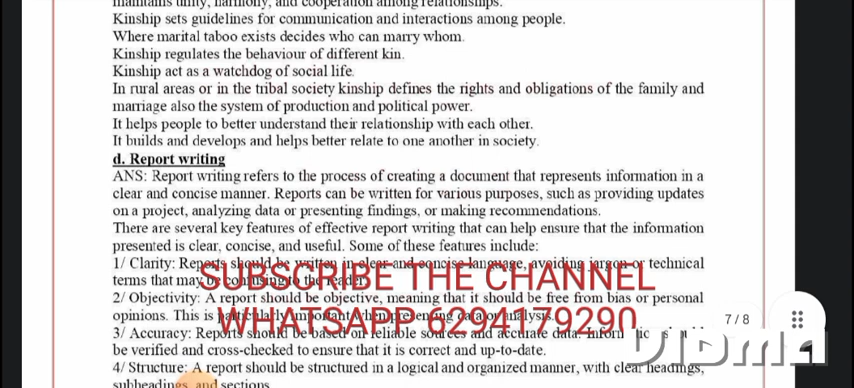 maintains unity, harmony, and cooperation among relationships.
Kinship sets guidelines for communication and interactions among people.
Where marital taboo exists decides who can marry whom.
Kinship regulates the behaviour of different kin.
Kinship act as a watchdog of social life.
In rural areas or in the tribal society kinship defines the rights and obligations of the family and
marriage also the system of production and political power.
It helps people to better understand their relationship with each other.
It builds and develops and helps better relate to one another in society.
d. Report writing
ANS: Report writing refers to the process of creating a document that represents information in a
clear and concise manner. Reports can be written for various purposes, such as providing updates
on a project, analyzing data or presenting findings, or making recommendations.
There are several key features of effective report writing that can help ensure that the information
presented is clear, concise, and useful. Some of these features include:
1/ Clarity: Reports should be written in clear and concise language, avoiding jargon or technical
terms that may be confusing to the reader.
SUBSCRIBE THE CHANNEL
2/ Objectivity: A report should be objective, meaning that it should be free from bias or personal
opinions. This is particularly important when presenting data or analysis.
WHATSAPP 6294179290
7/8
3/ Accuracy: Reports should be based on reliable sources and accurate data.
be verified and cross-checked to ensure that it is correct and up-to-date.
4/ Structure: A report should be structured in a logical and organized manner, with clear headings,
subheadings, and sections.